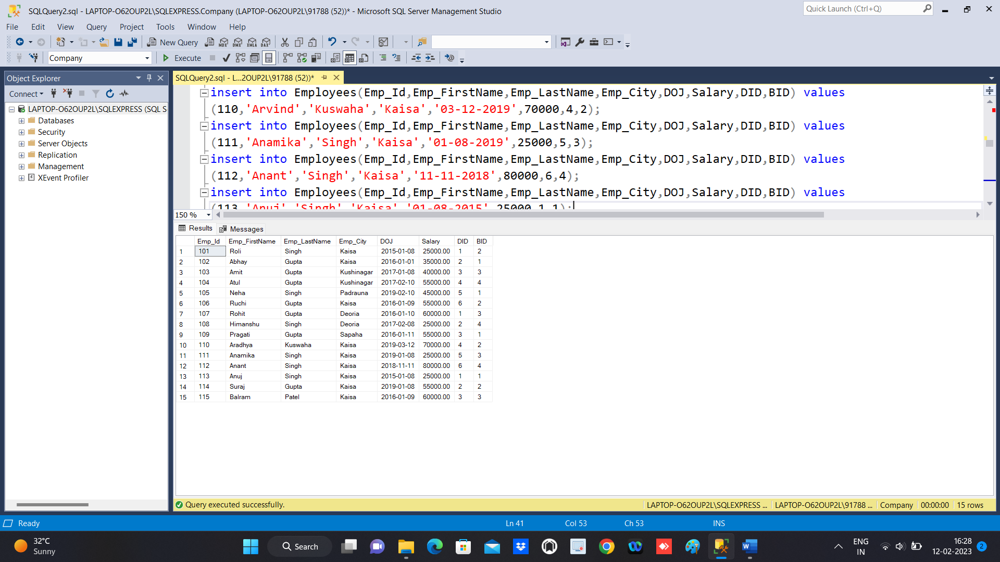 SQLQuery2.sql - LAPTOP-O62OUP2L\SQLEXPRESS.Company (LAPTOP-O62OUP2L\91788 (52))* - Microsoft SQL Server Management Studio
Quick Launch (Ctrl+Q)
File Edit View Query Project Tools Window Help
New Query MDX DMX XMLA DAX
Company Execute
Object Explorer
SQLQuery2.sql - L...2OUP2L\91788 (52))*
Connect
LAPTOP-O62OUP2L\SQLEXPRESS (SQL S
Databases
Security
Server Objects
Replication
Management
XEvent Profiler
insert into Employees(Emp_Id,Emp_FirstName,Emp_LastName,Emp_City,DOJ,Salary,DID,BID) values
(110,'Arvind','Kuswaha','Kaisa','03-12-2019',70000,4,2);
insert into Employees(Emp_Id,Emp_FirstName,Emp_LastName,Emp_City,DOJ,Salary,DID,BID) values
(111,'Anamika','Singh','Kaisa','01-08-2019',25000,5,3);
insert into Employees(Emp_Id,Emp_FirstName,Emp_LastName,Emp_City,DOJ,Salary,DID,BID) values
(112,'Anant','Singh','Kaisa','11-11-2018',80000,6,4);
insert into Employees(Emp_Id,Emp_FirstName,Emp_LastName,Emp_City,DOJ,Salary,DID,BID) values
(113,'Anuj','Singh','Kaisa','01-08-2015',25000,1,1);
150 %
Results Messages
Emp_Id Emp_FirstName Emp_LastName Emp_City DOJ Salary DID BID
1 101 Roli Singh Kaisa 2015-01-08 25000.00 1 2
2 102 Abhay Gupta Kaisa 2016-01-01 35000.00 2 1
3 103 Amit Gupta Kushinagar 2017-01-08 40000.00 3 3
4 104 Atul Gupta Kushinagar 2017-02-10 55000.00 4 4
5 105 Neha Singh Padrauna 2019-02-10 45000.00 5 1
6 106 Ruchi Gupta Kaisa 2016-01-09 55000.00 6 2
7 107 Rohit Gupta Deoria 2016-01-10 60000.00 1 3
8 108 Himanshu Singh Deoria 2017-02-08 25000.00 2 4
9 109 Pragati Gupta Sapaha 2016-01-11 55000.00 3 1
10 110 Aradhya Kuswaha Kaisa 2019-03-12 70000.00 4 2
11 111 Anamika Singh Kaisa 2019-01-08 25000.00 5 3
12 112 Anant Singh Kaisa 2018-11-11 80000.00 6 4
13 113 Anuj Singh Kaisa 2015-01-08 25000.00 1 1
14 114 Suraj Gupta Kaisa 2019-01-08 55000.00 2 2
15 115 Balram Patel Kaisa 2016-01-09 60000.00 3 3
Query executed successfully. LAPTOP-O62OUP2L\SQLEXPRESS ... LAPTOP-O62OUP2L\91788 ... Company 00:00:00 15 rows
Ready Ln 41 Col 53 Ch 53 INS
32°C
Sunny
Search
ENG
IN
16:28
12-02-2023
2